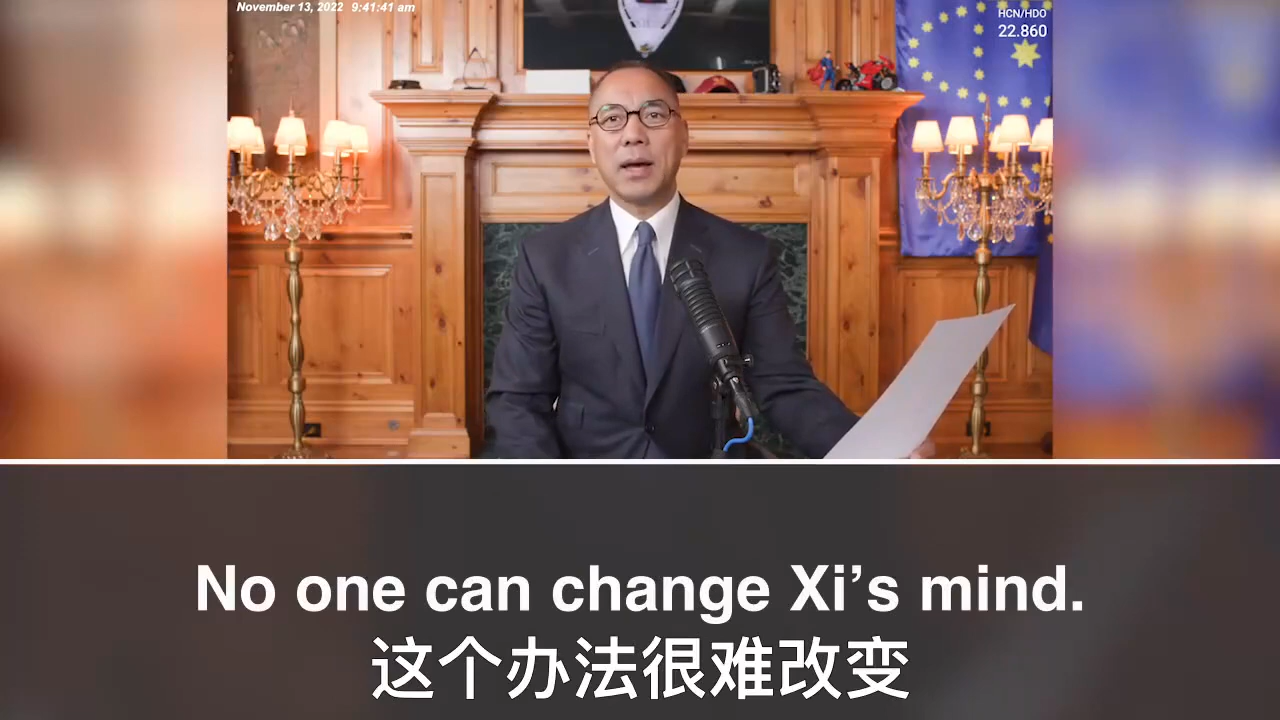 November 13, 2022 9:41:41 am
HCN/HDO
22.860
No one can change Xi’s mind.
这个办法很难改变